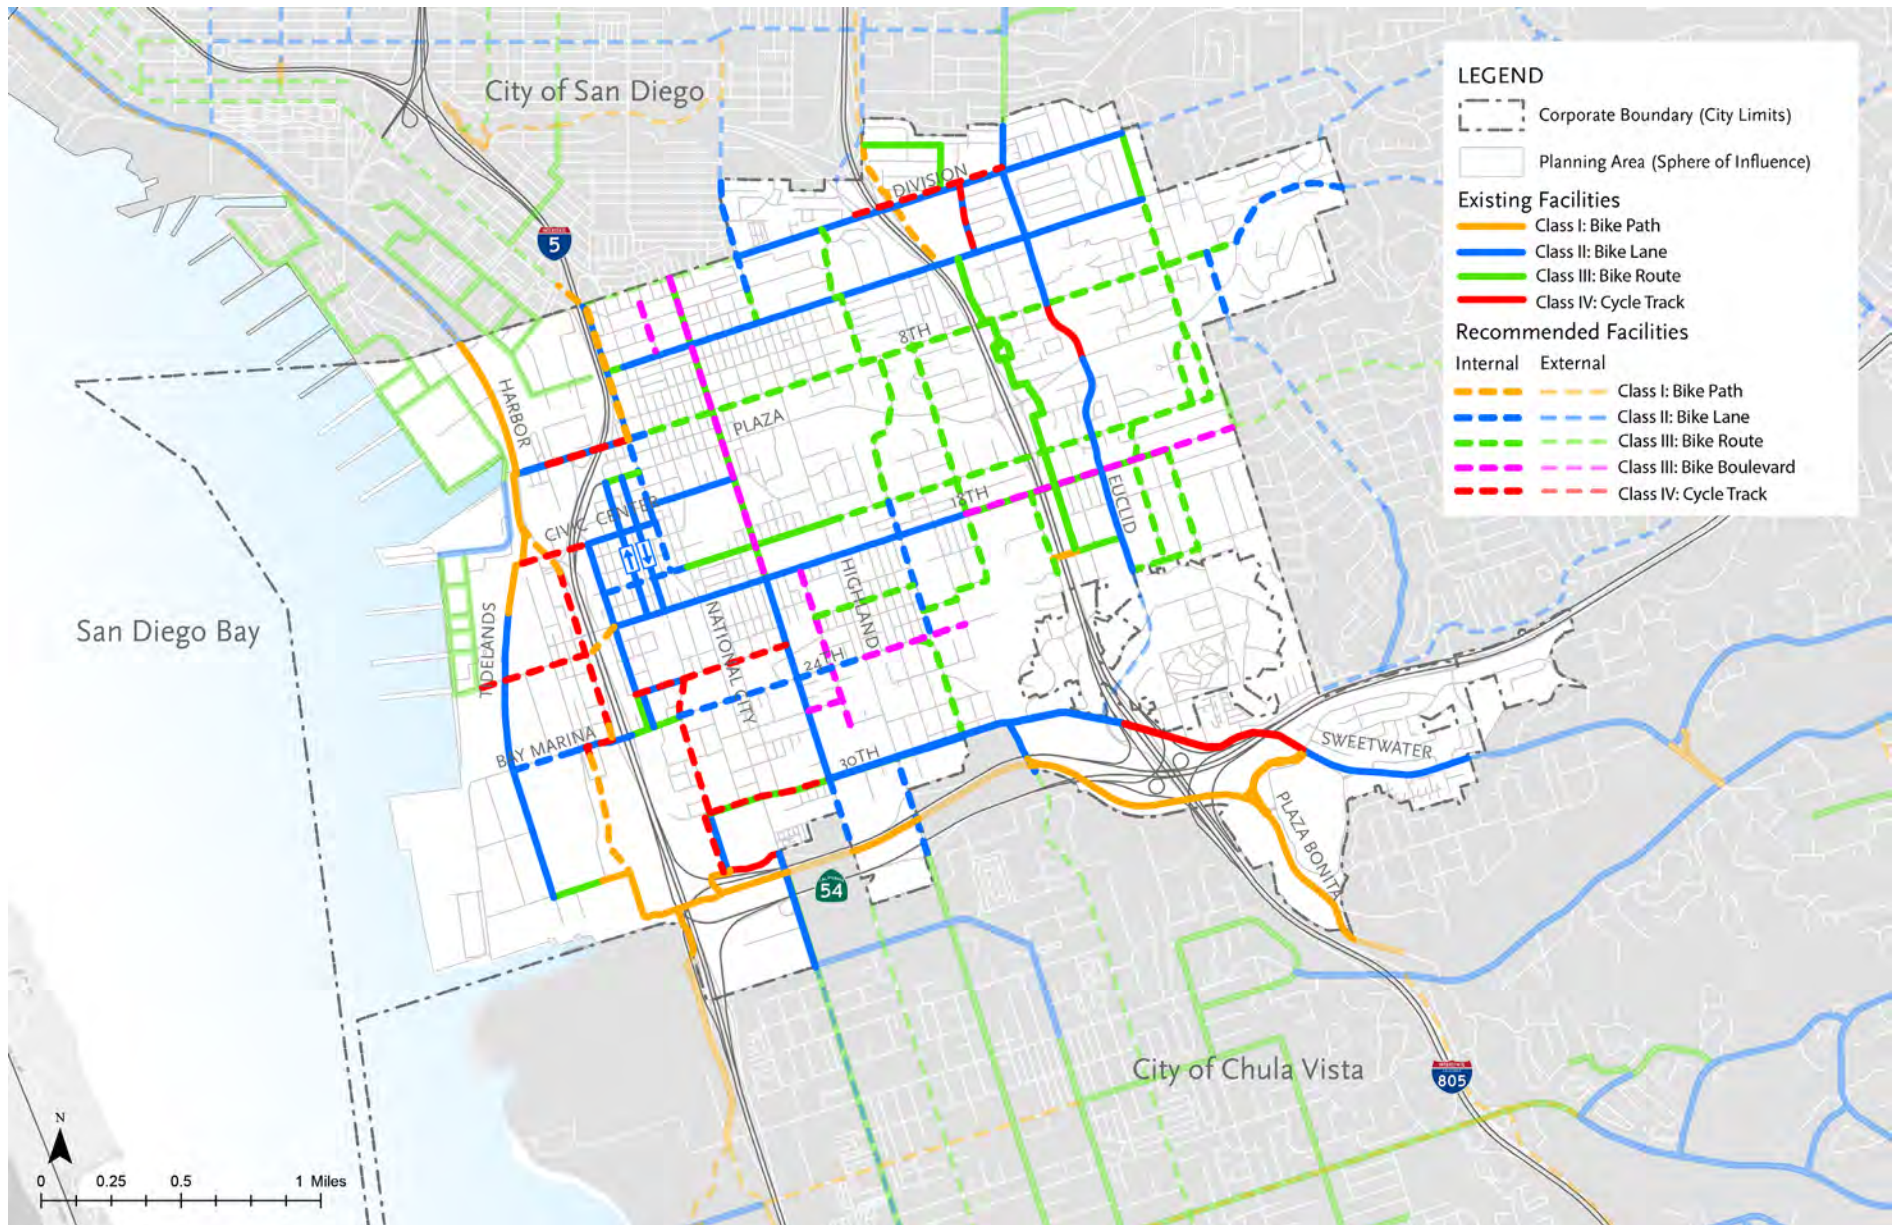 City of San Diego
5
DIVISION
HARBOR
8TH
PLAZA
CIVIC CENTER
18TH
EUCLID
San Diego Bay
TIDELANDS
NATIONAL CITY
HIGHLAND
24TH
BAY MARINA
30TH
SWEETWATER
PLAZA BONITA
54
City of Chula Vista
805
N
0 0.25 0.5 1 Miles
LEGEND
Corporate Boundary (City Limits)
Planning Area (Sphere of Influence)
Existing Facilities
Class I: Bike Path
Class II: Bike Lane
Class III: Bike Route
Class IV: Cycle Track
Recommended Facilities
Internal External
Class I: Bike Path
Class II: Bike Lane
Class III: Bike Route
Class III: Bike Boulevard
Class IV: Cycle Track